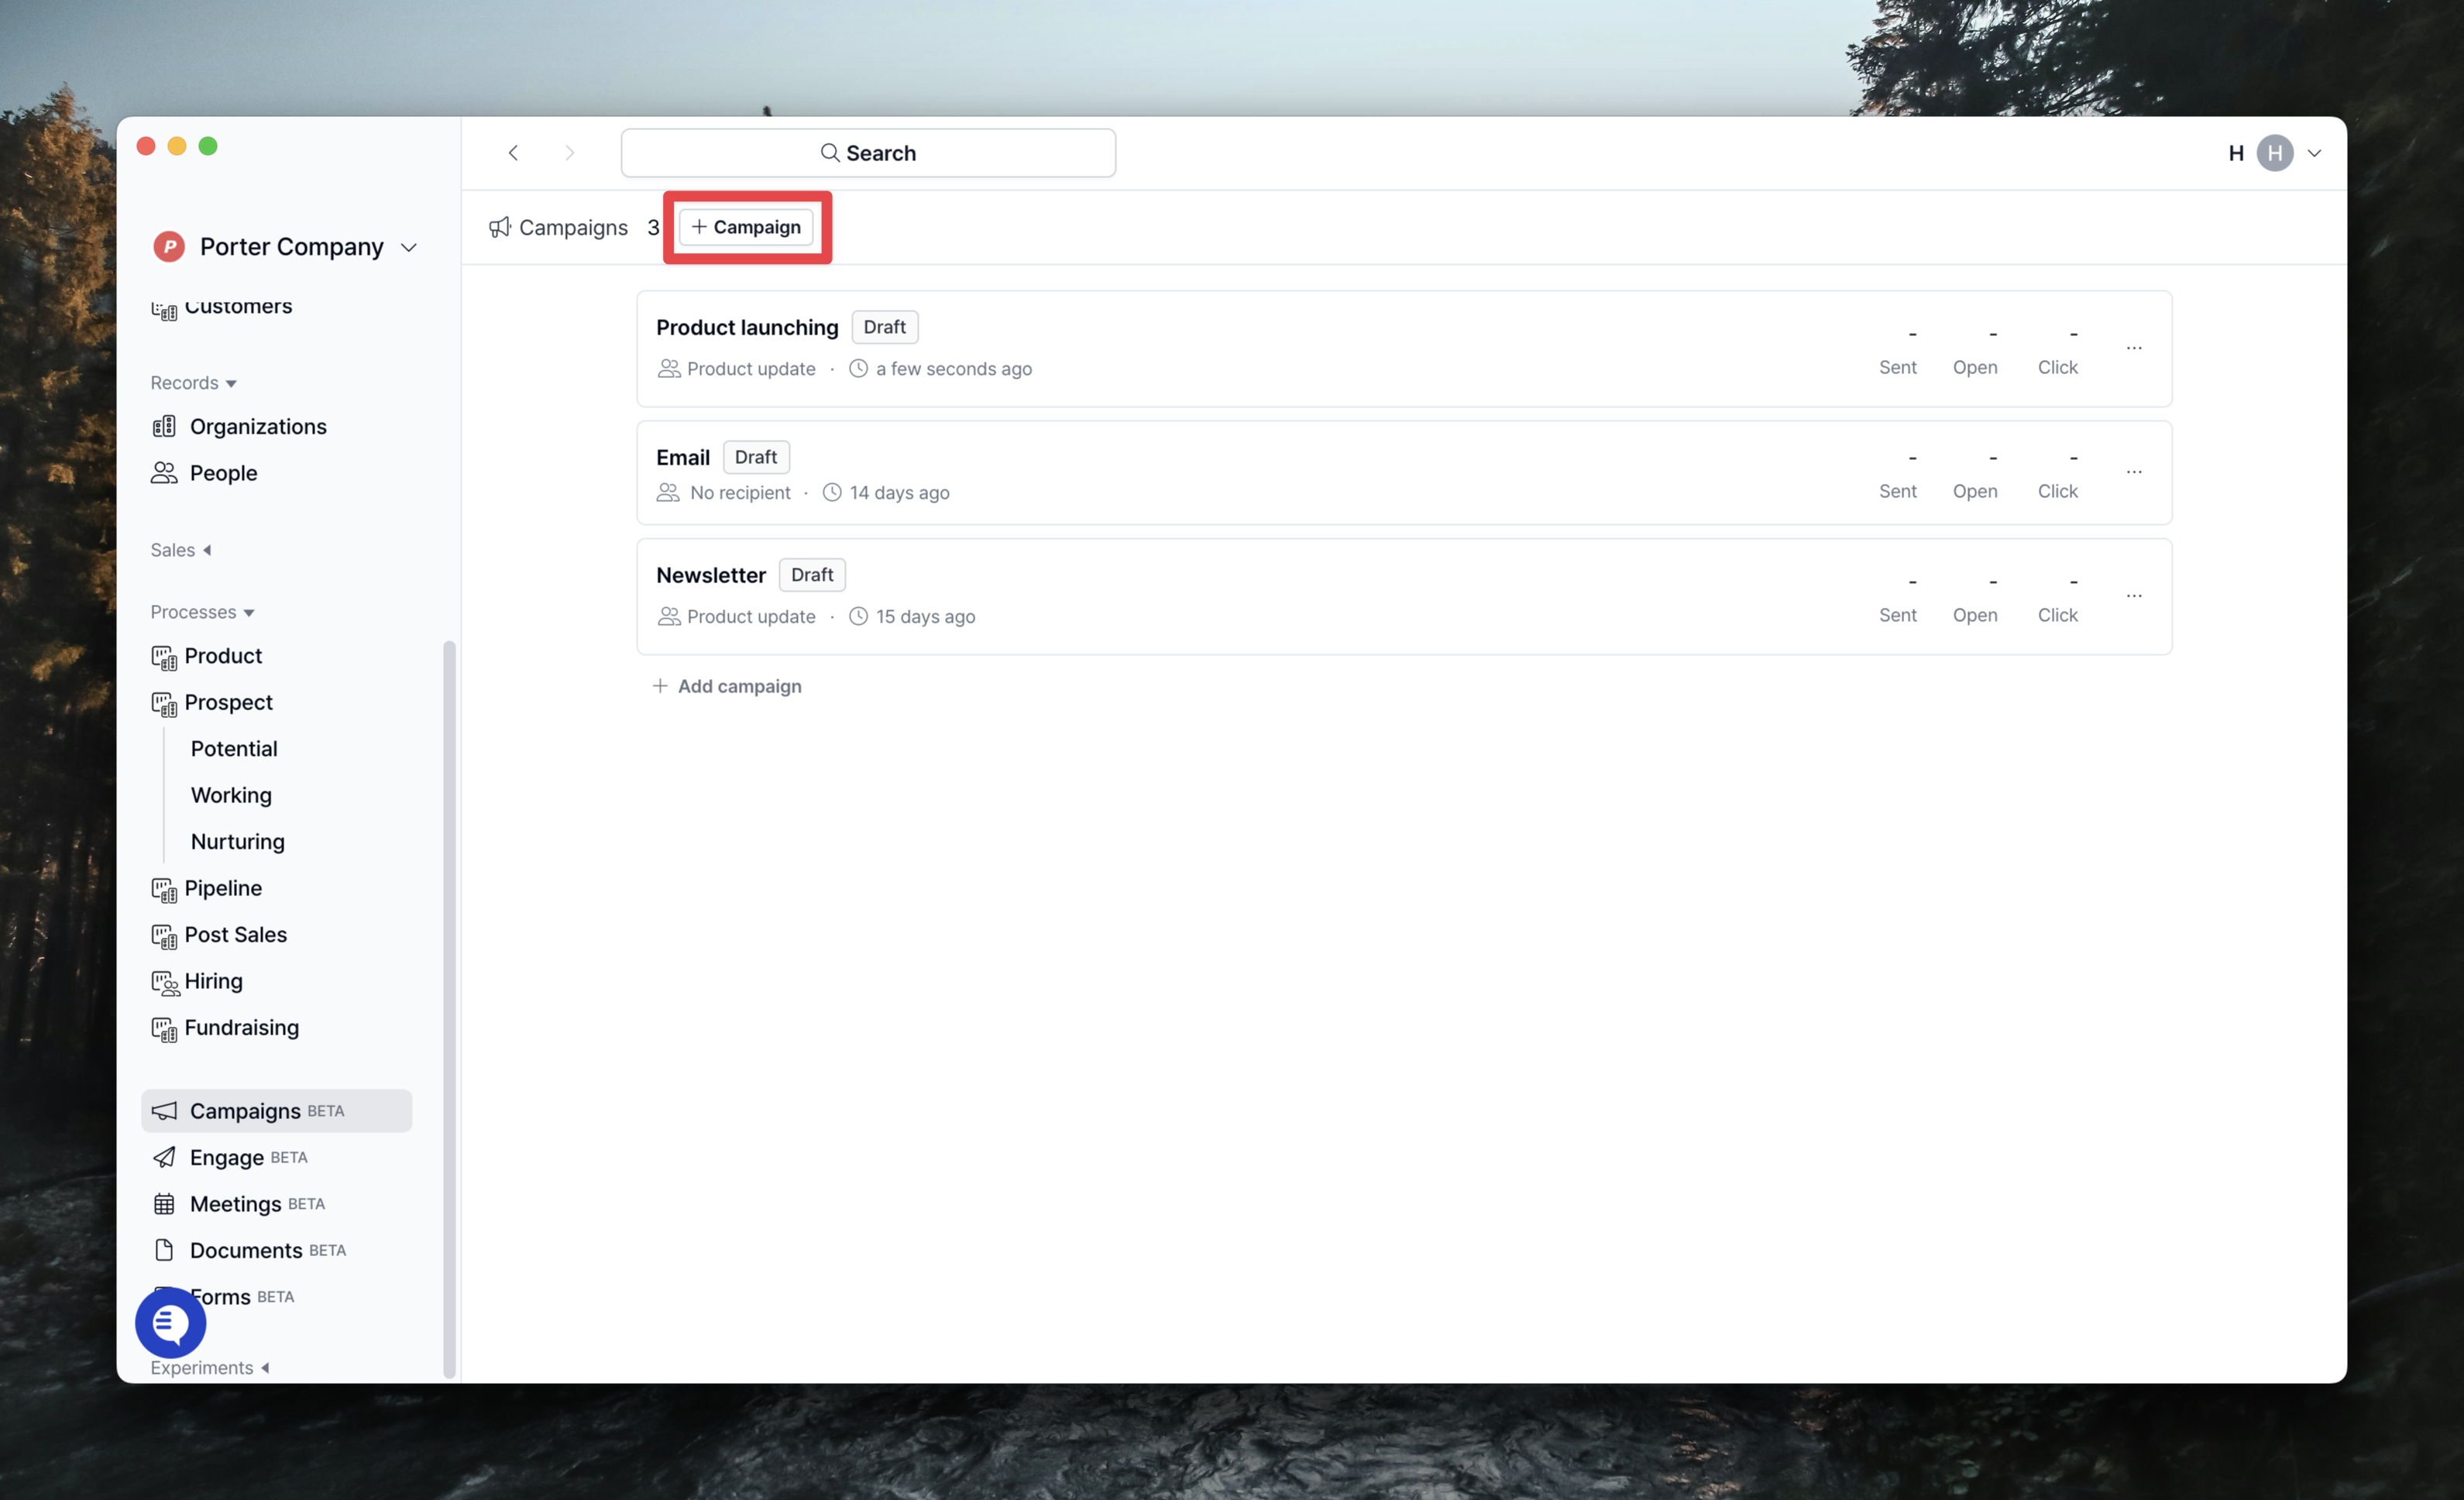 Search
H
H
Campaigns 3
+ Campaign
P
Porter Company
Customers
Records
Organizations
People
Sales
Processes
Product
Prospect
Potential
Working
Nurturing
Pipeline
Post Sales
Hiring
Fundraising
Campaigns BETA
Engage BETA
Meetings BETA
Documents BETA
Forms BETA
Experiments
Product launching Draft
Product update · a few seconds ago
- - -
Sent Open Click
...
Email Draft
No recipient · 14 days ago
- - -
Sent Open Click
...
Newsletter Draft
Product update · 15 days ago
- - -
Sent Open Click
...
+ Add campaign